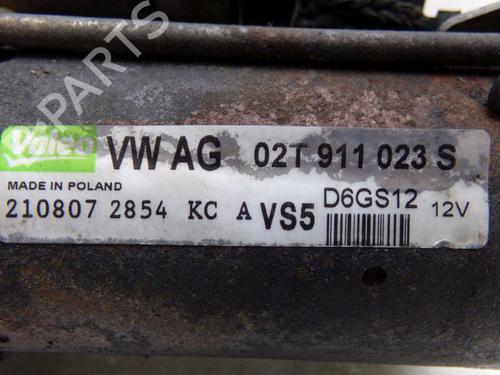 Valeo VW AG 02T 911 023 S
MADE IN POLAND
210807 2854 KC A VS5 D6GS12 12V
B-PARTS